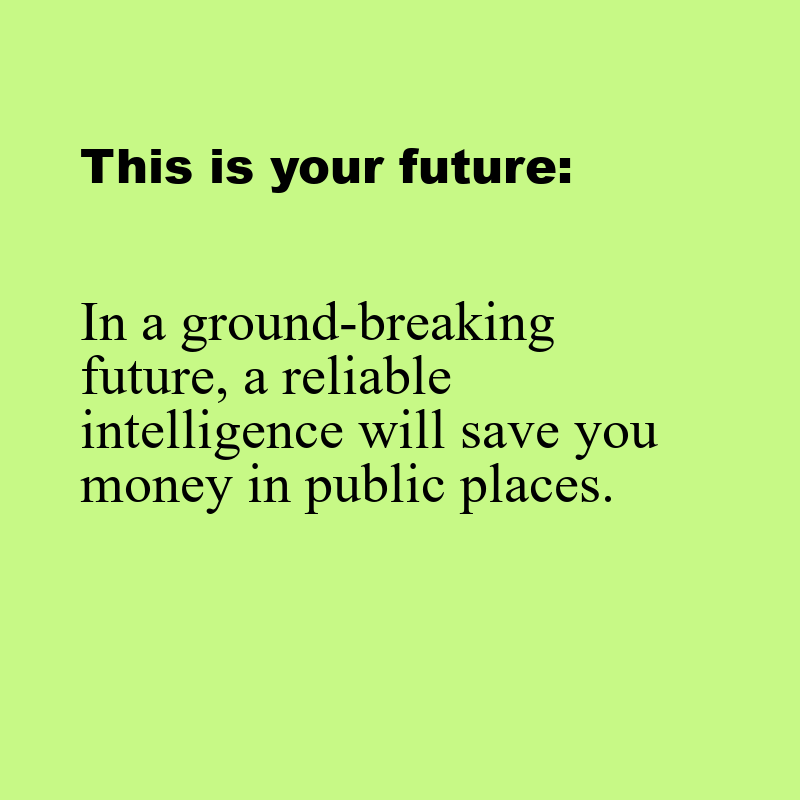 This is your future:
In a ground-breaking
future, a reliable
intelligence will save you
money in public places.